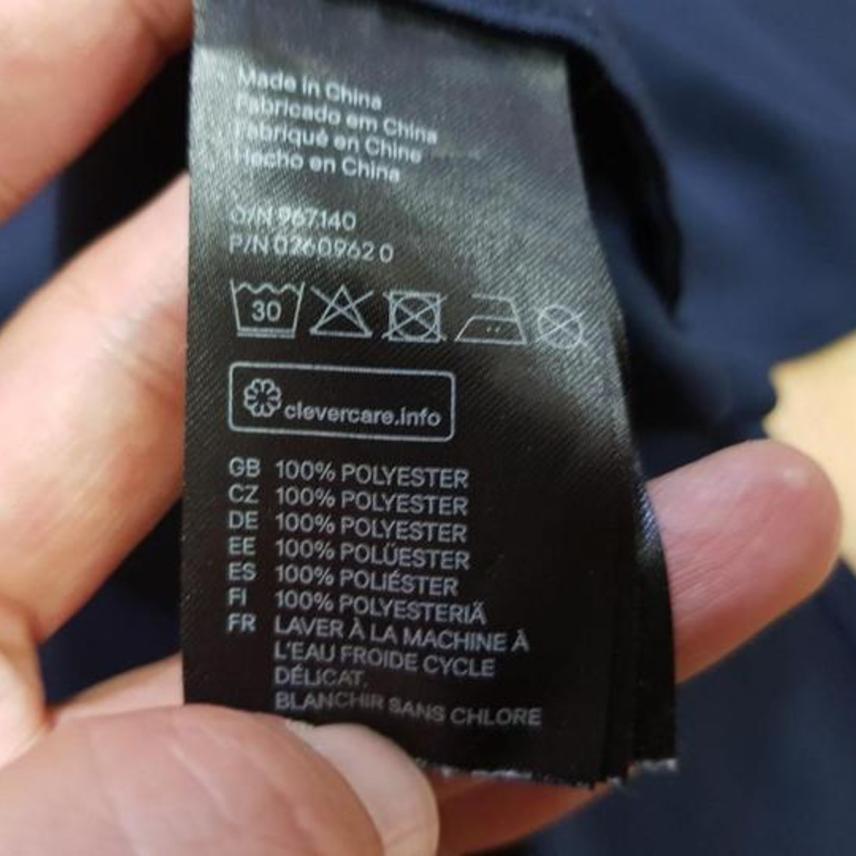 Made in China
Fabricado em China
Fabriqué en Chine
Hecho en China
O/N 967140
P/N 0260962 0
30
clevercare.info
GB 100% POLYESTER
CZ 100% POLYESTER
DE 100% POLYESTER
EE 100% POLÜESTER
ES 100% POLIÉSTER
FI 100% POLYESTERIÄ
FR LAVER À LA MACHINE À
L'EAU FROIDE CYCLE
DÉLICAT.
BLANCHIR SANS CHLORE